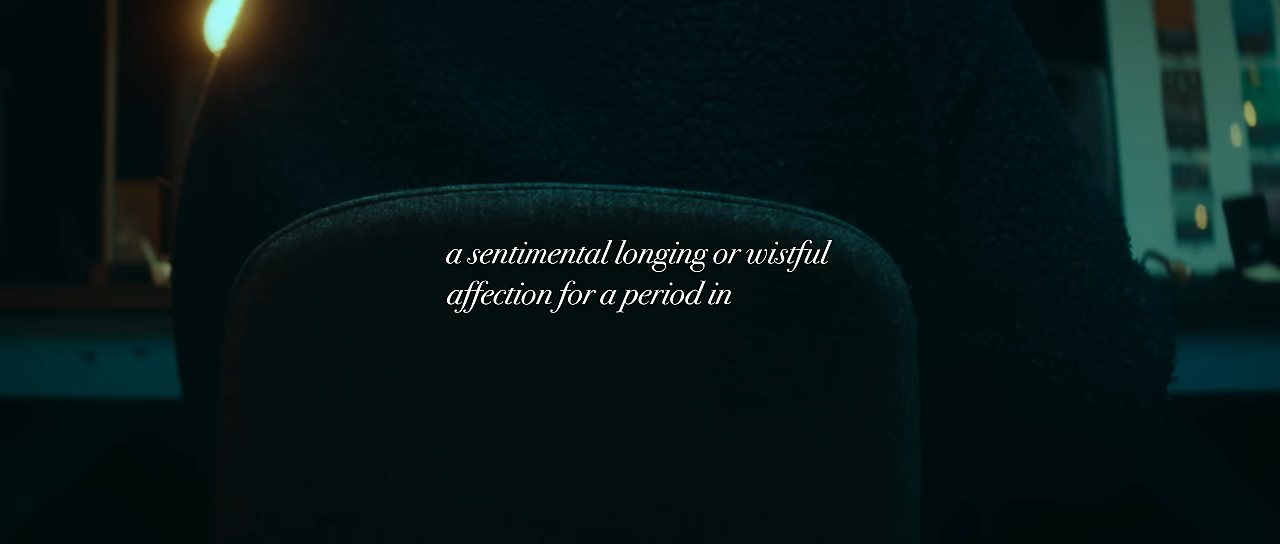 a sentimental longing or wistful
affection for a period in